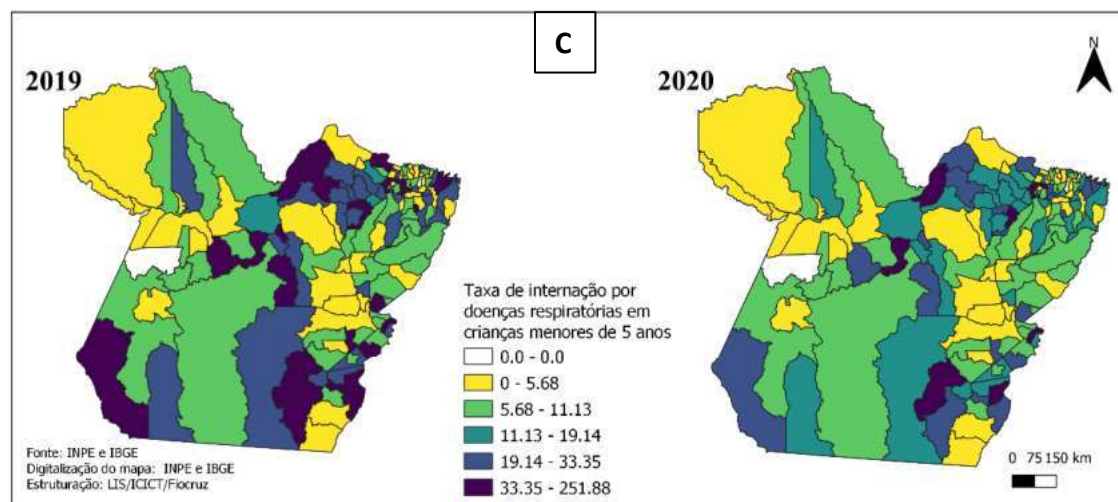 C
2019
2020
N
Taxa de internação por
doenças respiratórias em
crianças menores de 5 anos
0.0 - 0.0
0 - 5.68
5.68 - 11.13
11.13 - 19.14
19.14 - 33.35
33.35 - 251.88
Fonte: INPE e IBGE
Digitalização do mapa: INPE e IBGE
Estruturação: LIS/ICICT/Fiocruz
0 75 150 km